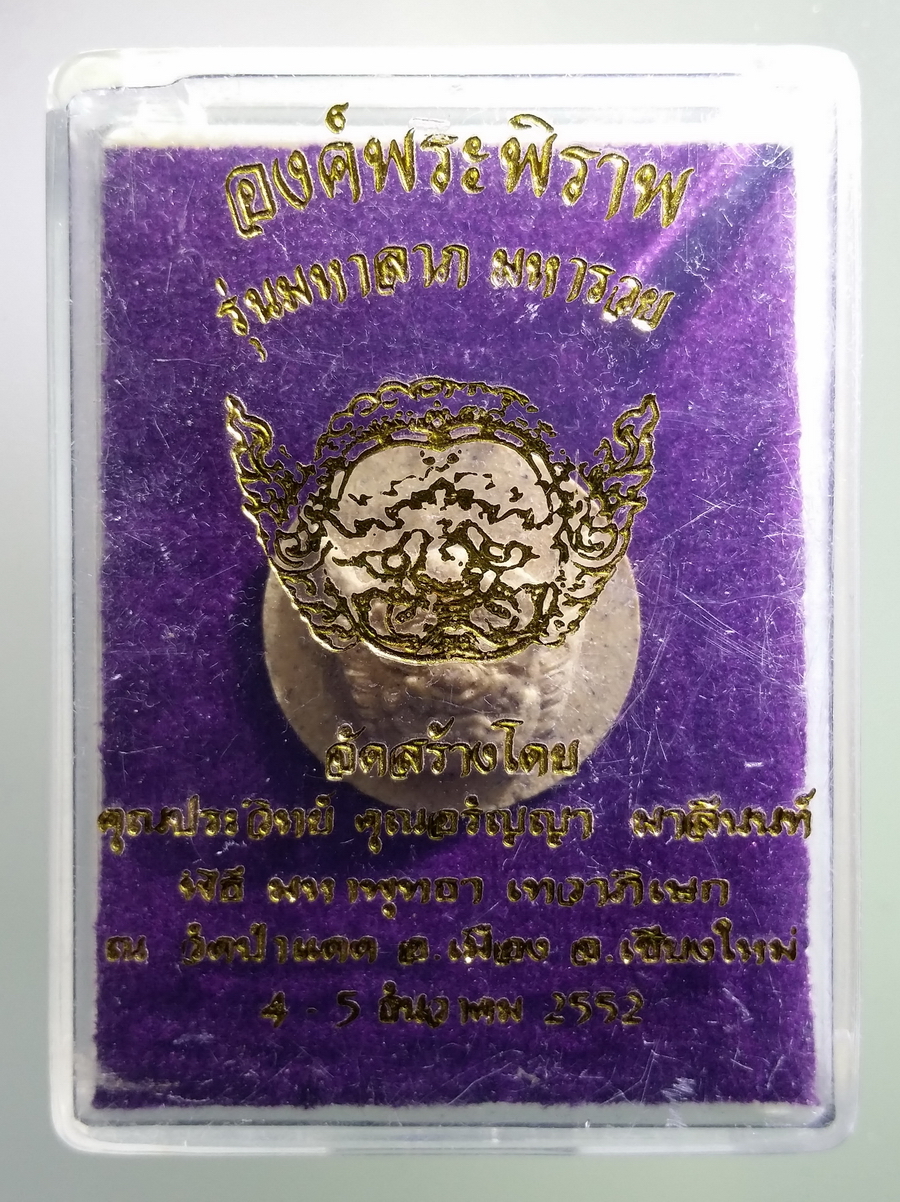 องค์พระพิราพ
รุ่นมหาลาภ มหารวย
จัดสร้างโดย
คุณประวิทย์ คุณอรัญญา มาลีนนท์
พิธี มหาพุทธา เทวาภิเษก
ณ วัดป่าแดด อ.เมือง จ.เชียงใหม่
4 - 5 ธันวาคม 2552